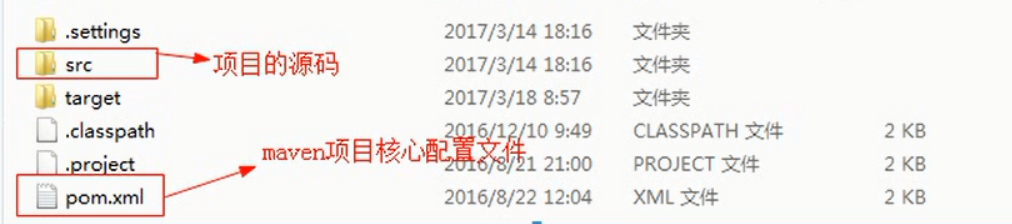 .settings 2017/3/14 18:16 文件夹
src 项目的源码 2017/3/14 18:16 文件夹
target 2017/3/18 8:57 文件夹
.classpath 2016/12/10 9:49 CLASSPATH 文件 2 KB
maven项目核心配置文件
.project 2016/8/21 21:00 PROJECT 文件 2 KB
pom.xml 2016/8/22 12:04 XML 文件 2 KB